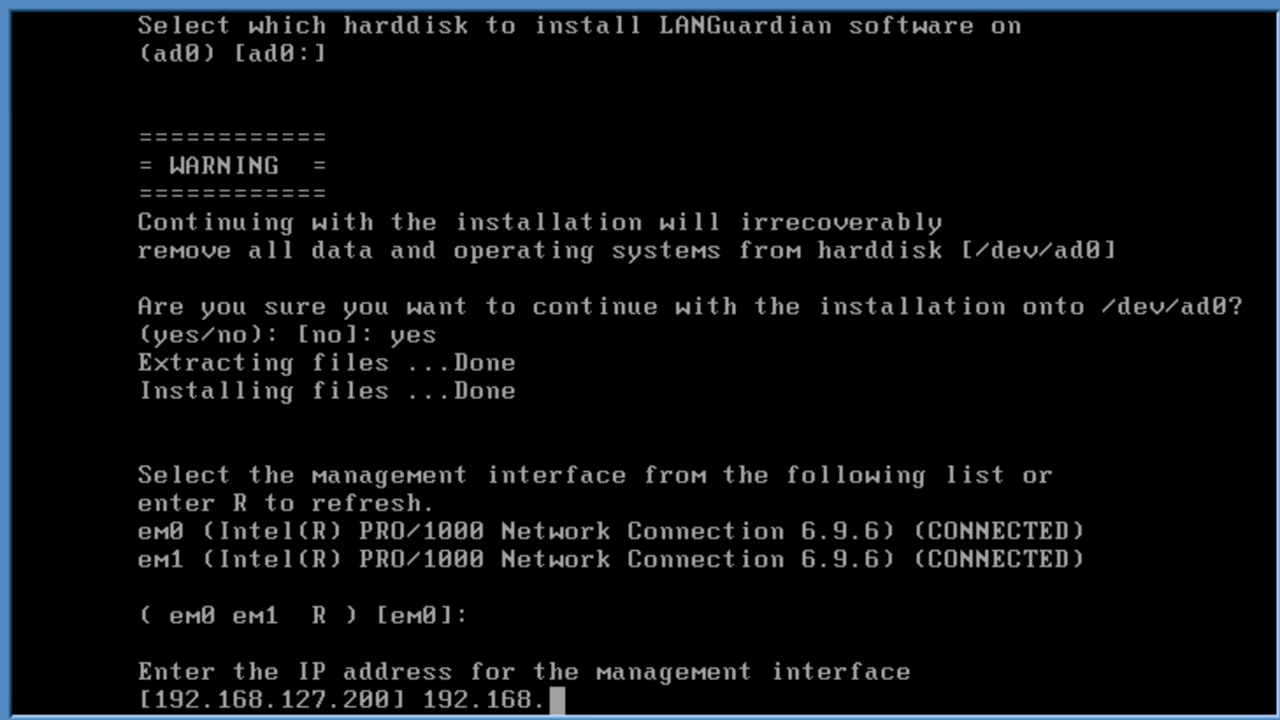 Select which harddisk to install LANGuardian software on
(ad0) [ad0:]
============
= WARNING  =
============
Continuing with the installation will irrecoverably
remove all data and operating systems from harddisk [/dev/ad0]
Are you sure you want to continue with the installation onto /dev/ad0?
(yes/no): [no]: yes
Extracting files ...Done
Installing files ...Done
Select the management interface from the following list or
enter R to refresh.
em0 (Intel(R) PRO/1000 Network Connection 6.9.6) (CONNECTED)
em1 (Intel(R) PRO/1000 Network Connection 6.9.6) (CONNECTED)
( em0 em1  R ) [em0]:
Enter the IP address for the management interface
[192.168.127.200] 192.168.